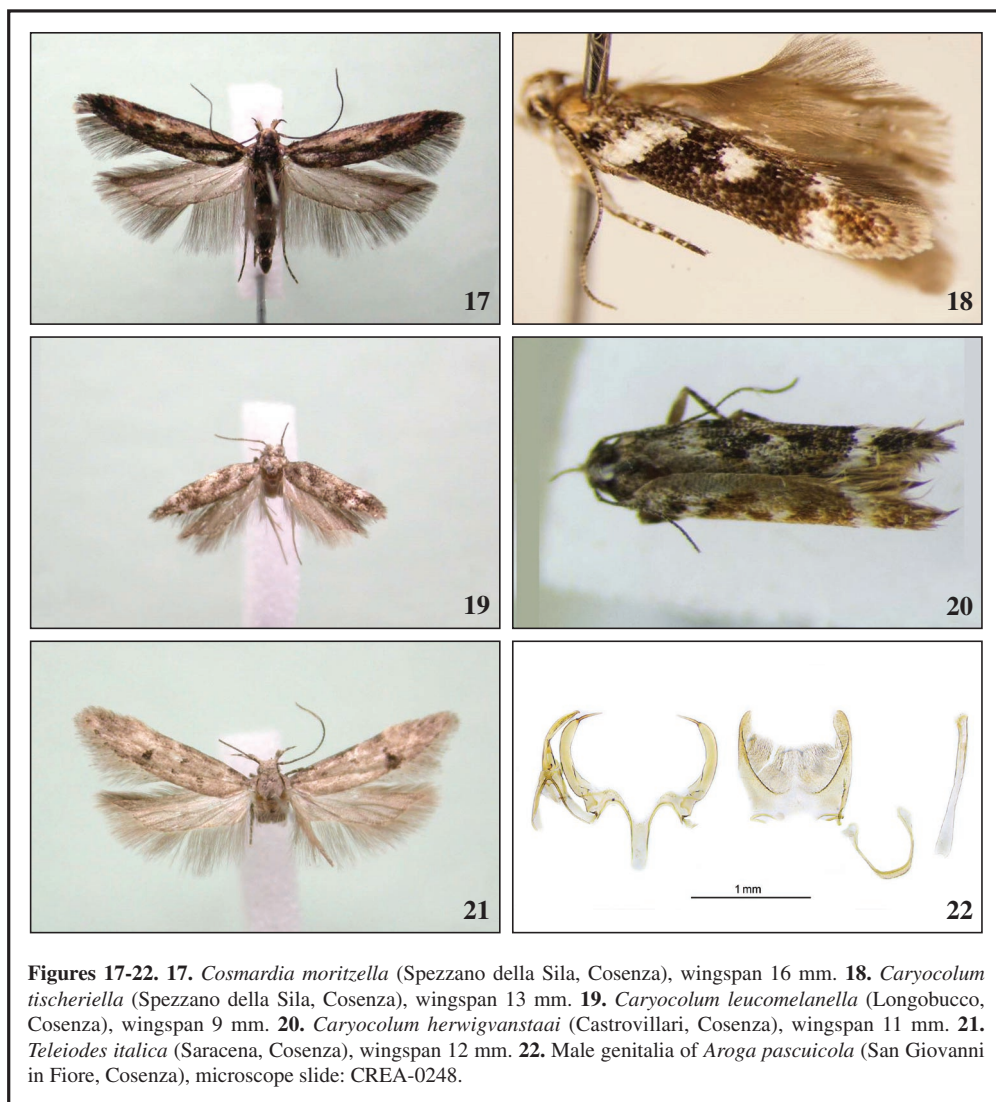 17
18
19
20
21
1 mm
22
Figures 17-22. 17. Cosmardia moritzella (Spezzano della Sila, Cosenza), wingspan 16 mm. 18. Caryocolum
tischeriella (Spezzano della Sila, Cosenza), wingspan 13 mm. 19. Caryocolum leucomelanella (Longobucco,
Cosenza), wingspan 9 mm. 20. Caryocolum herwigvanstaai (Castrovillari, Cosenza), wingspan 11 mm. 21.
Teleiodes italica (Saracena, Cosenza), wingspan 12 mm. 22. Male genitalia of Aroga pascuicola (San Giovanni
in Fiore, Cosenza), microscope slide: CREA-0248.